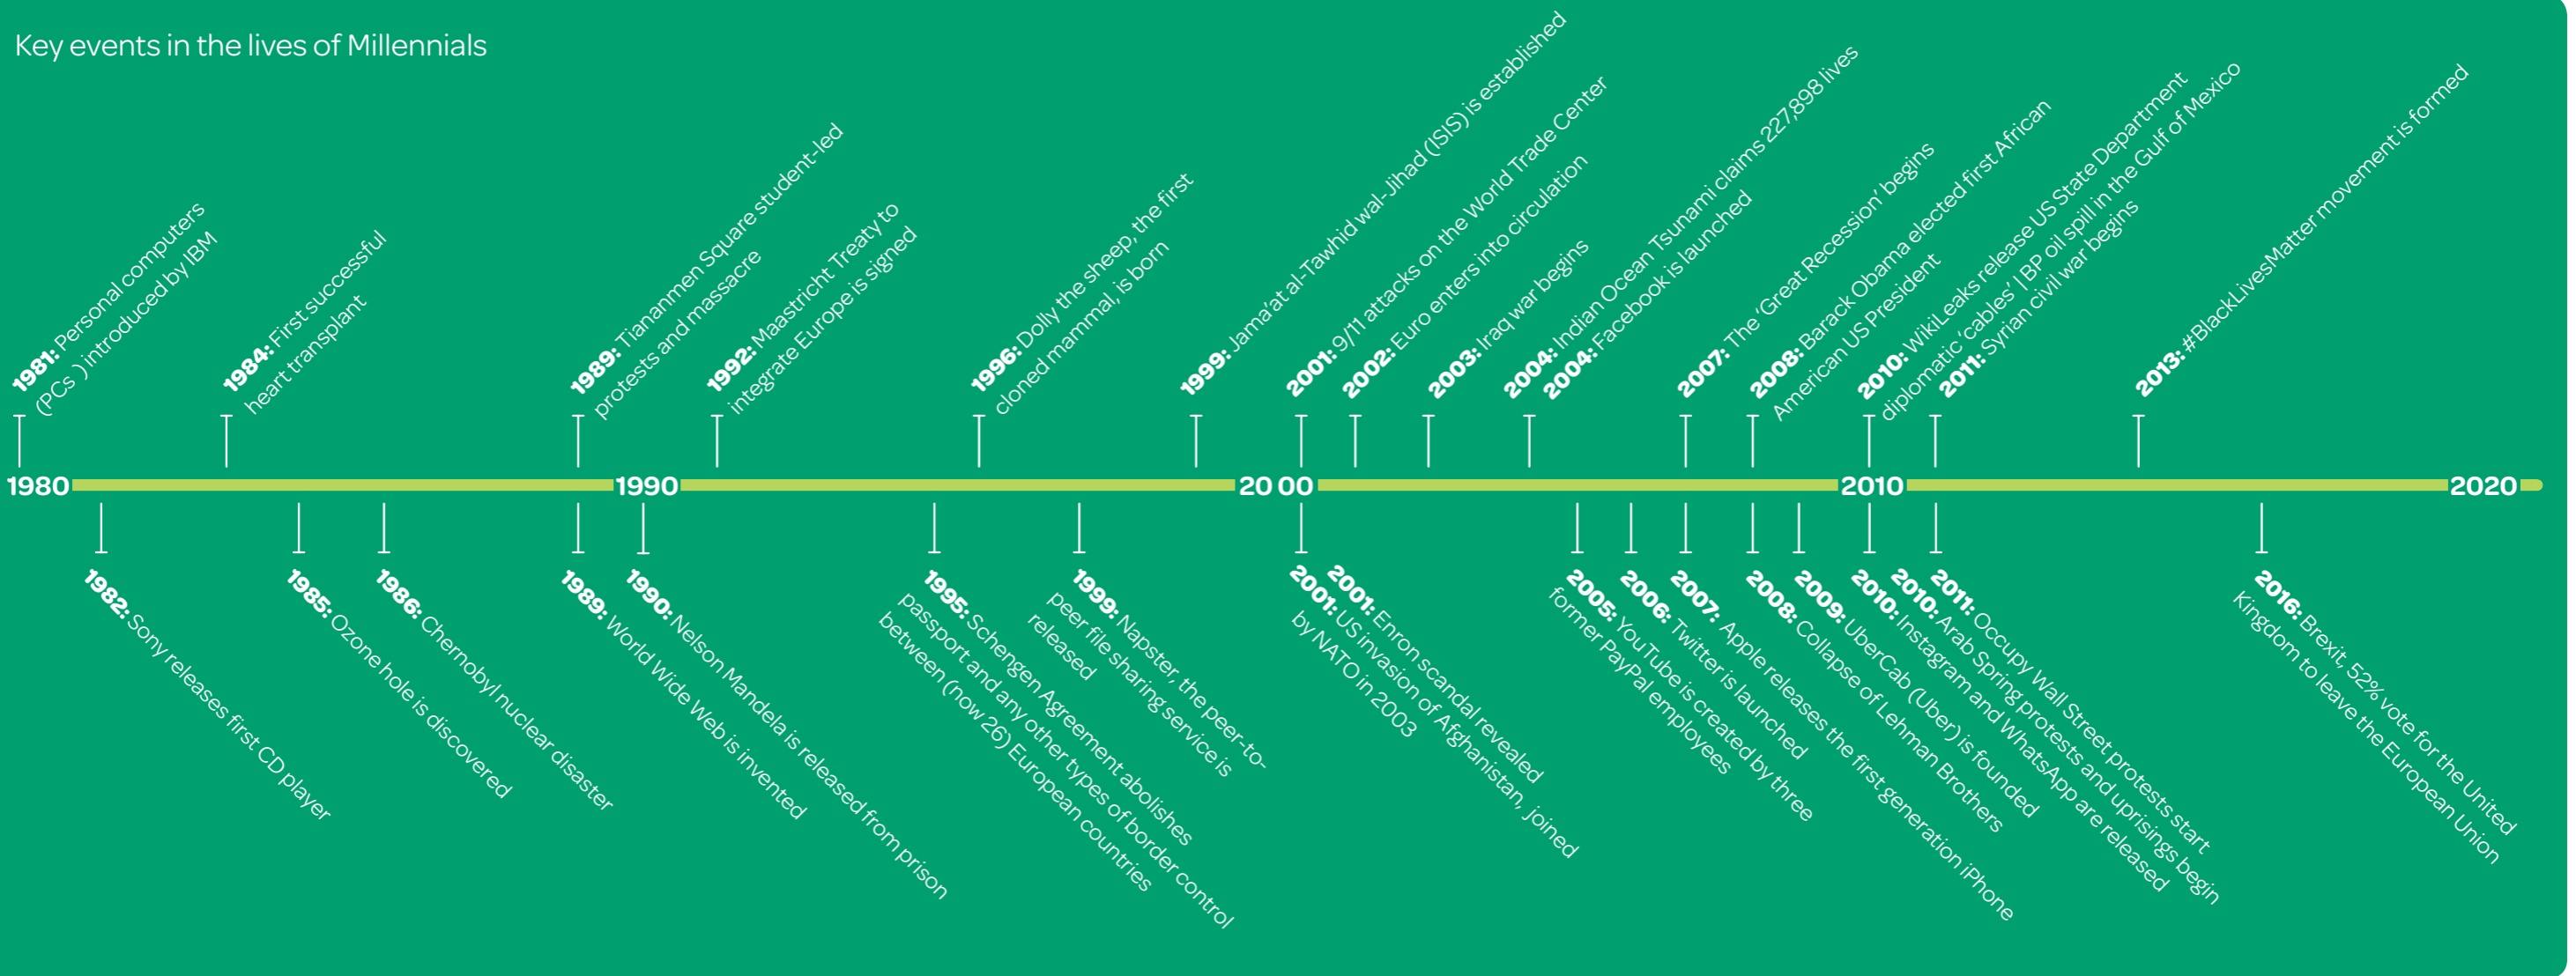 Key events in the lives of Millennials
1981: Personal computers
(PCs ) introduced by IBM
1984: First successful
heart transplant
1989: Tiananmen Square student-led
protests and massacre
1992: Maastricht Treaty to
integrate Europe is signed
1996: Dolly the sheep, the first
cloned mammal, is born
1999: Jama'at al-Tawhid wal-Jihad (ISIS) is established
2001: 9/11 attacks on the World Trade Center
2002: Euro enters into circulation
2003: Iraq war begins
2004: Indian Ocean Tsunami claims 227,898 lives
2004: Facebook is launched
2007: The ‘Great Recession’ begins
2008: Barack Obama elected first African
American US President
2010: WikiLeaks release US State Department
diplomatic ‘cables’ | BP oil spill in the Gulf of Mexico
2011: Syrian civil war begins
2013: #BlackLivesMatter movement is formed
1980
1990
20 00
2010
2020
1982: Sony releases first CD player
1985: Ozone hole is discovered
1986: Chernobyl nuclear disaster
1989: World Wide Web is invented
1990: Nelson Mandela is released from prison
1995: Schengen Agreement abolishes
passport and any other types of border control
between (now 26) European countries
1999: Napster, the peer-to-
peer file sharing service is
released
2001: Enron scandal revealed
2001: US invasion of Afghanistan, joined
by NATO in 2003
2005: YouTube is created by three
former PayPal employees
2006: Twitter is launched
2007: Apple releases the first generation iPhone
2008: Collapse of Lehman Brothers
2009: UberCab (Uber) is founded
2010: Instagram and WhatsApp are released
2010: Arab Spring protests and uprisings begin
2011: Occupy Wall Street protests start
2016: Brexit, 52% vote for the United
Kingdom to leave the European Union